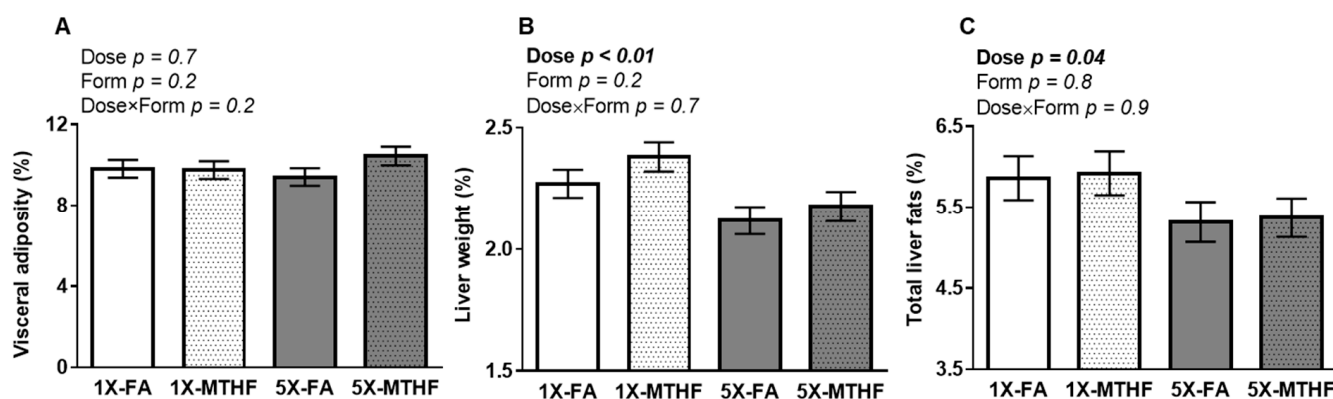 A
Dose p = 0.7
Form p = 0.2
Dose×Form p = 0.2
Visceral adiposity (%)
12
8
4
0
1X-FA 1X-MTHF 5X-FA 5X-MTHF
B
Dose p < 0.01
Form p = 0.2
Dose×Form p = 0.7
Liver weight (%)
2.5
2.0
1.5
1X-FA 1X-MTHF 5X-FA 5X-MTHF
C
Dose p = 0.04
Form p = 0.8
Dose×Form p = 0.9
Total liver fats (%)
6.5
5.5
4.5
3.5
1X-FA 1X-MTHF 5X-FA 5X-MTHF